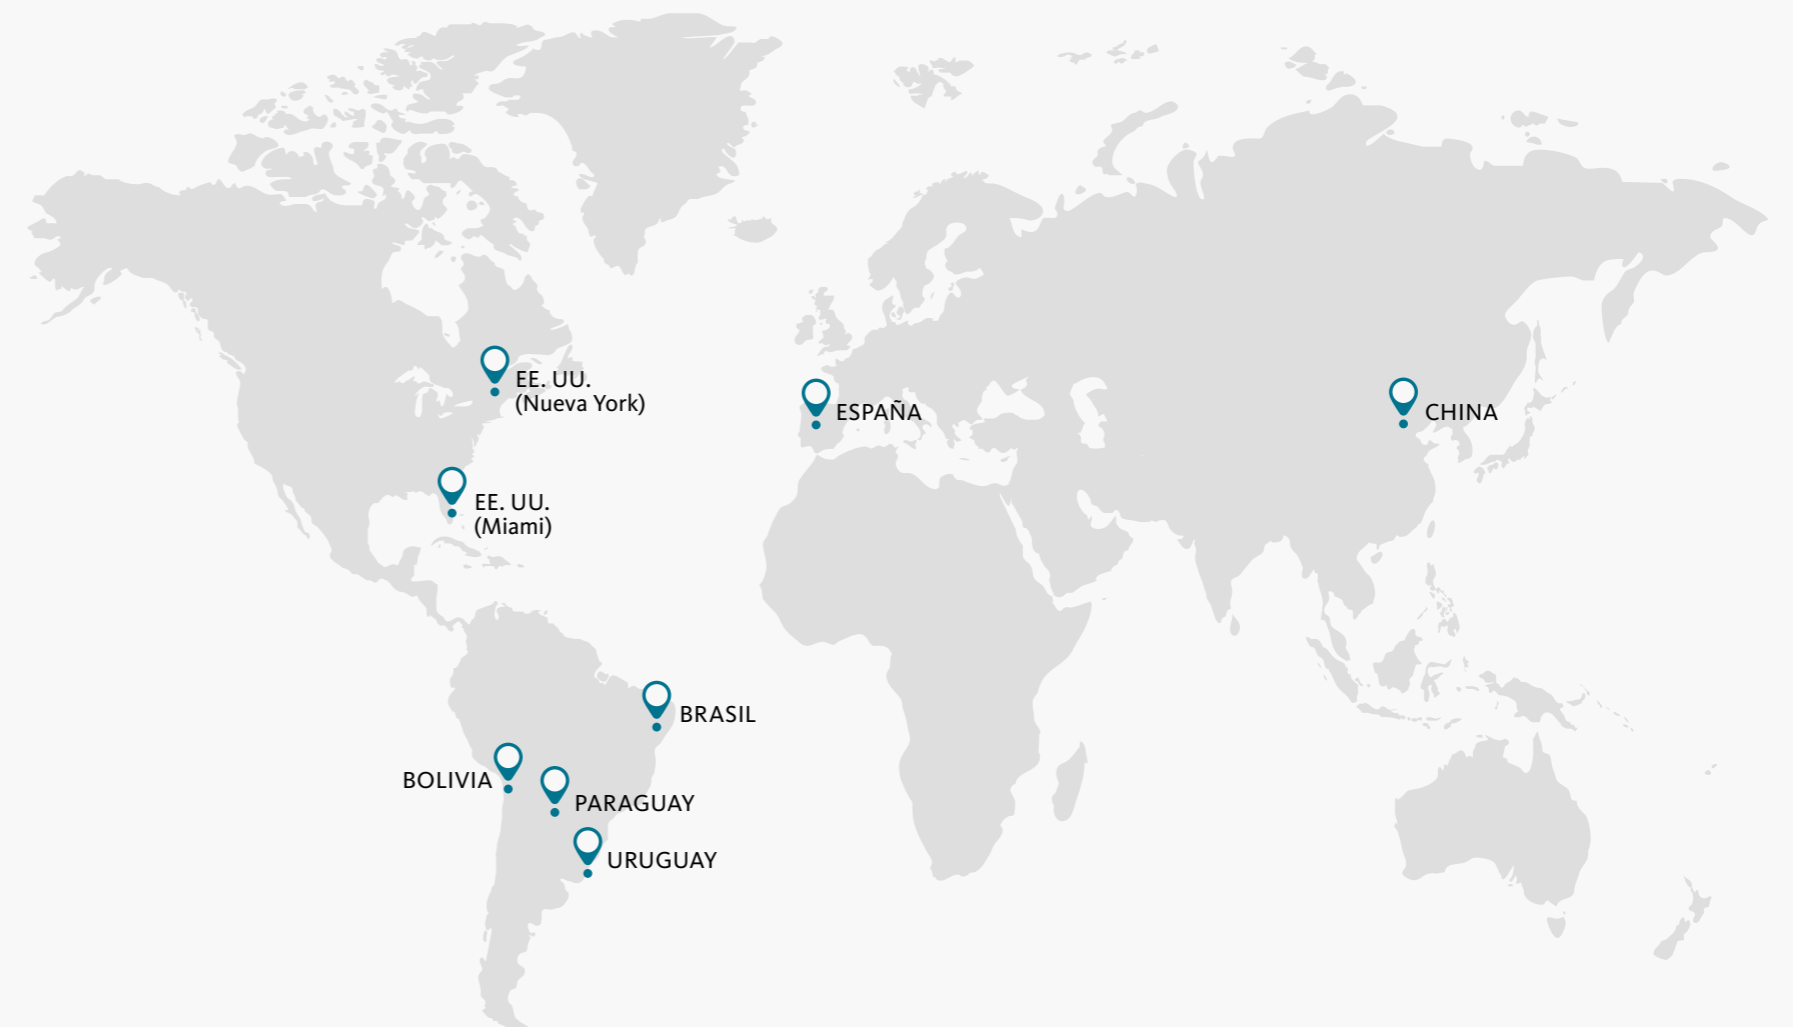 EE. UU.
(Nueva York)
ESPAÑA
CHINA
EE. UU.
(Miami)
BRASIL
BOLIVIA
PARAGUAY
URUGUAY